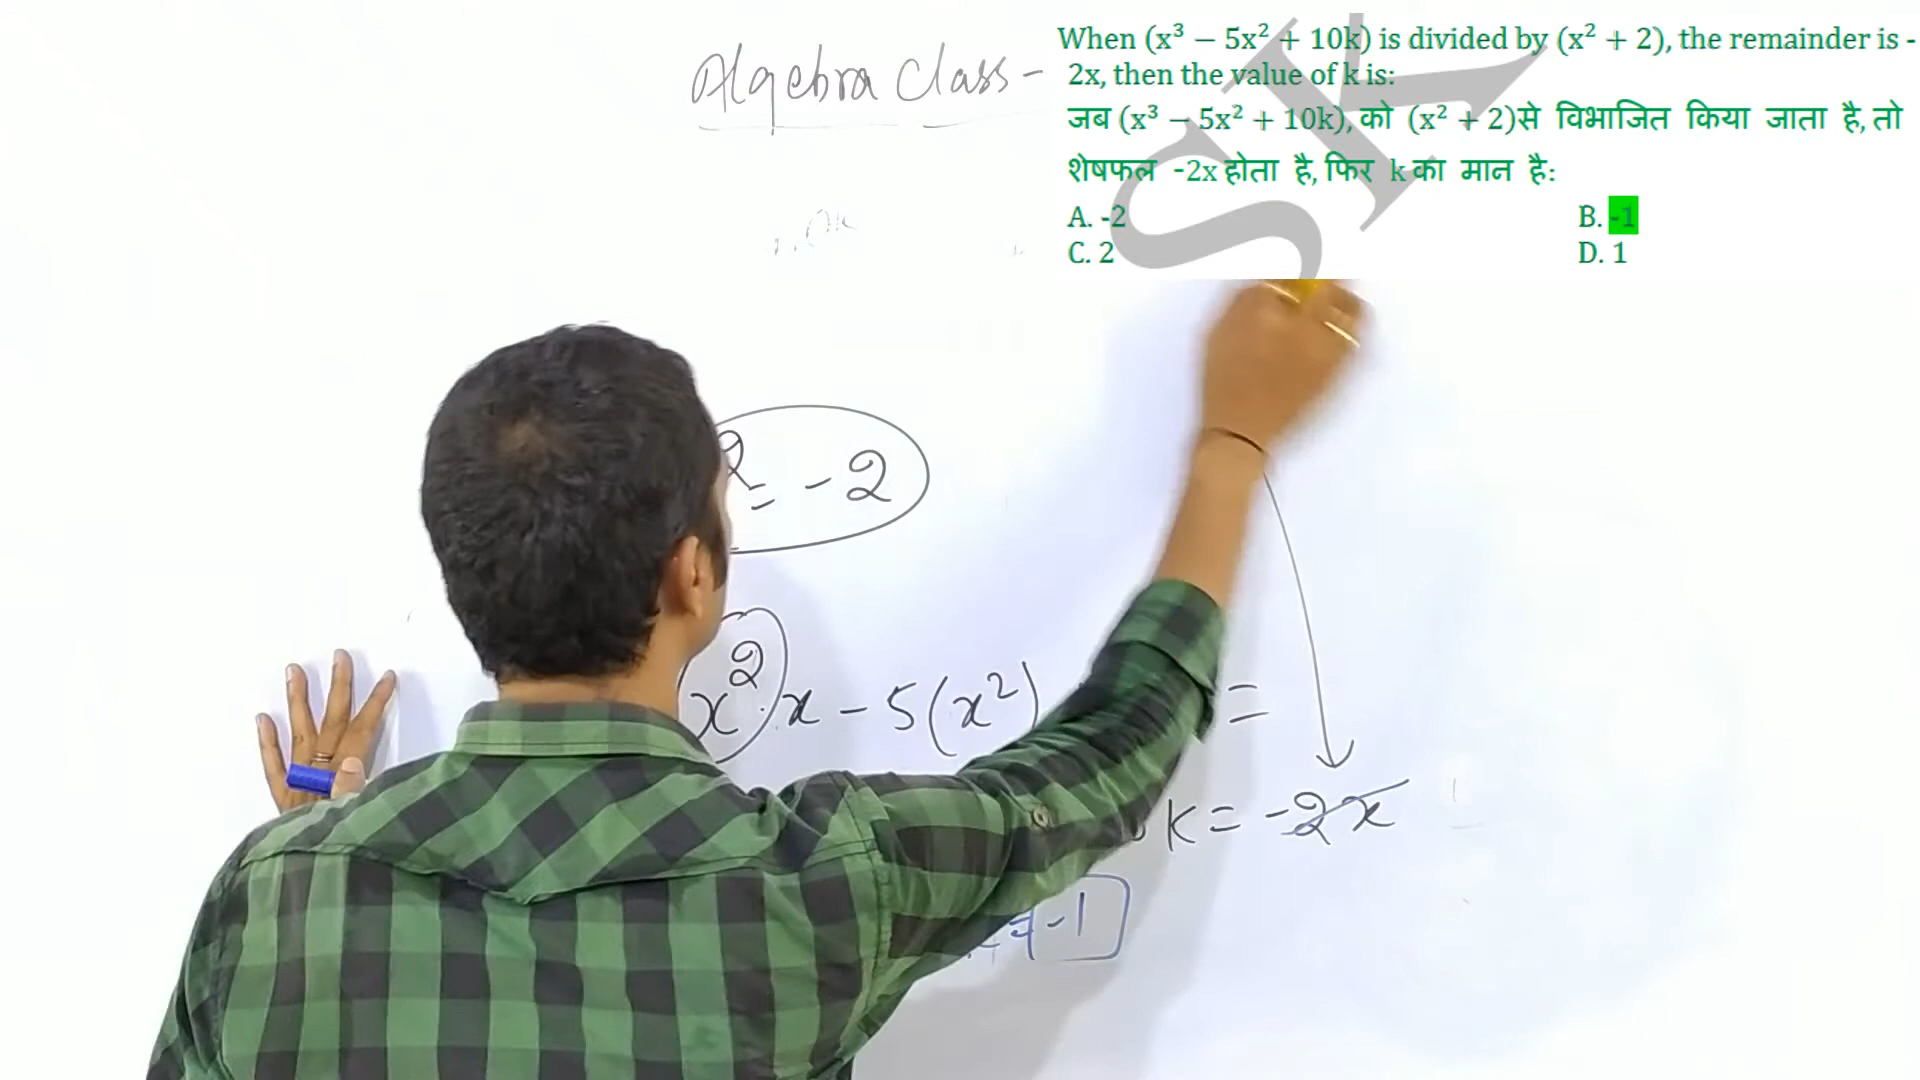 Algebra Class -
When (x³ − 5x² + 10k) is divided by (x² + 2), the remainder is -
2x, then the value of k is:
जब (x³ − 5x² + 10k), को (x² + 2)से विभाजित किया जाता है, तो
शेषफल -2x होता है, फिर k का मान है:
A. -2 B. -1
C. 2 D. 1
SK
2 = -2
x²·x - 5(x²) =
k = -2x
= -1